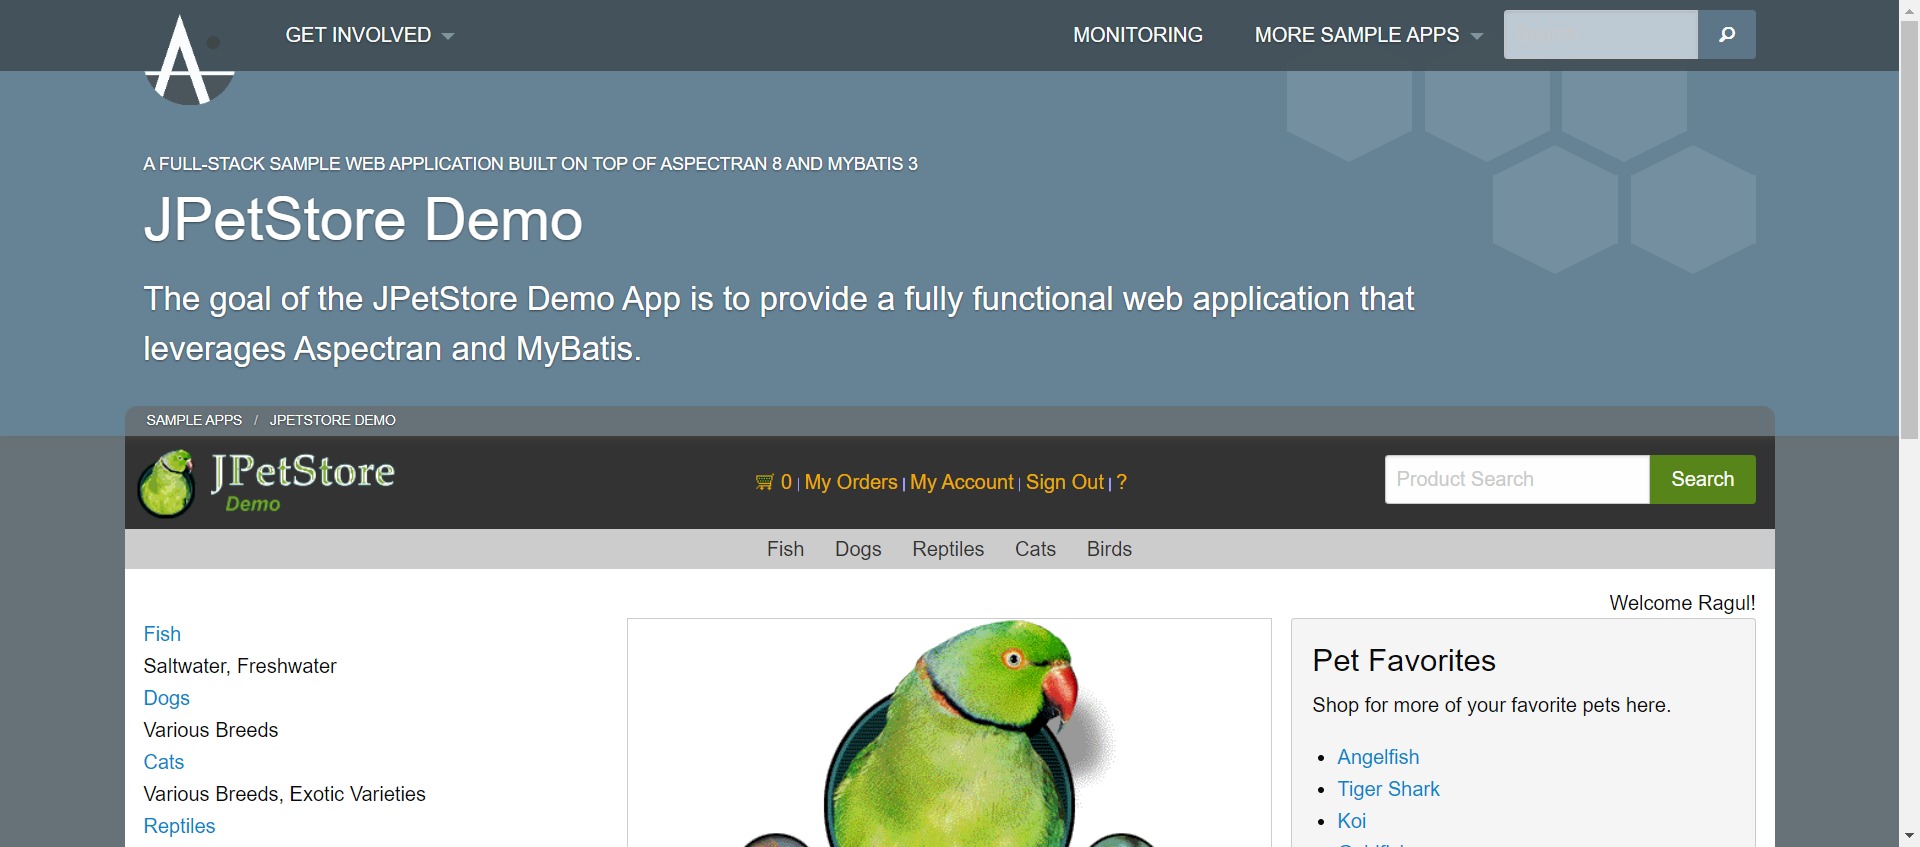 GET INVOLVED
MONITORING
MORE SAMPLE APPS
A FULL-STACK SAMPLE WEB APPLICATION BUILT ON TOP OF ASPECTRAN 8 AND MYBATIS 3
JPetStore Demo
The goal of the JPetStore Demo App is to provide a fully functional web application that
leverages Aspectran and MyBatis.
SAMPLE APPS / JPETSTORE DEMO
JPetStore
Demo
0 | My Orders | My Account | Sign Out | ?
Product Search
Search
Fish Dogs Reptiles Cats Birds
Welcome Ragul!
Fish
Saltwater, Freshwater
Dogs
Various Breeds
Cats
Various Breeds, Exotic Varieties
Reptiles
Pet Favorites
Shop for more of your favorite pets here.
Angelfish
Tiger Shark
Koi